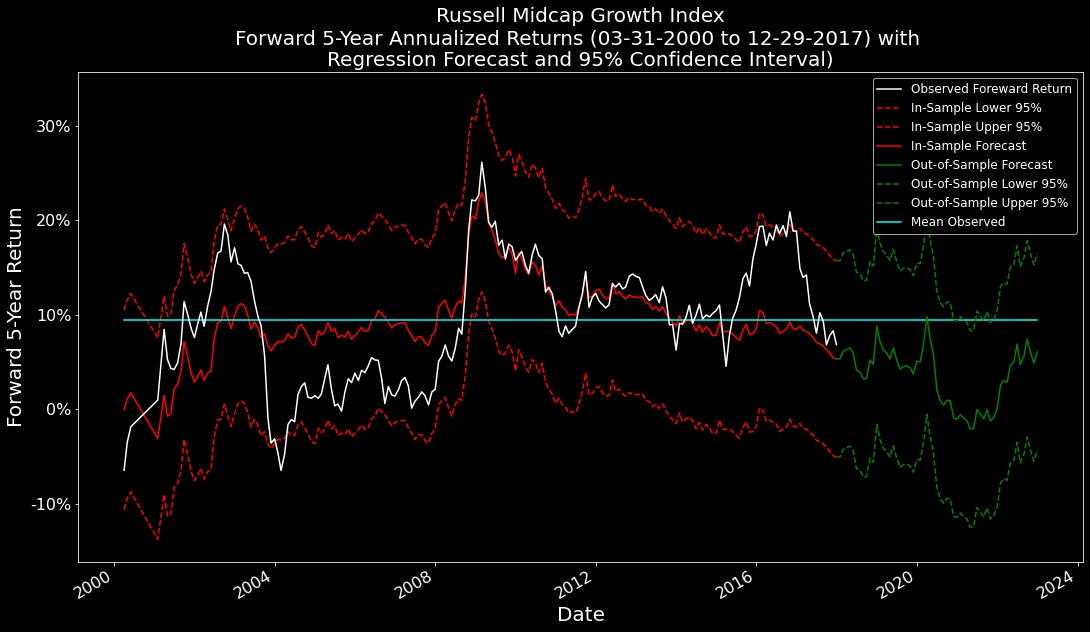 Russell Midcap Growth Index
Forward 5-Year Annualized Returns (03-31-2000 to 12-29-2017) with
Regression Forecast and 95% Confidence Interval)
Observed Foreward Return
In-Sample Lower 95%
In-Sample Upper 95%
In-Sample Forecast
Out-of-Sample Forecast
Out-of-Sample Lower 95%
Out-of-Sample Upper 95%
Mean Observed
Forward 5-Year Return
30%
20%
10%
0%
-10%
2000
2004
2008
2012
2016
2020
2024
Date